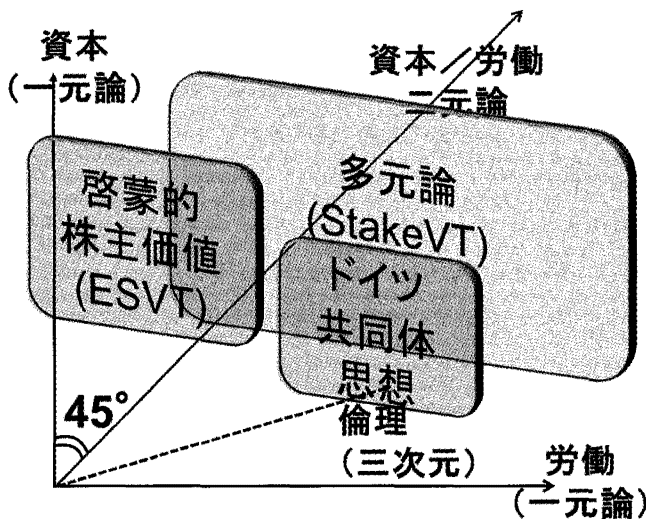 資本
(一元論)
資本/労働
二元論
啓蒙的
株主価値
(ESVT)
多元論
(StakeVT)
ドイツ
共同体
思想
倫理
(三次元)
45°
労働
(一元論)